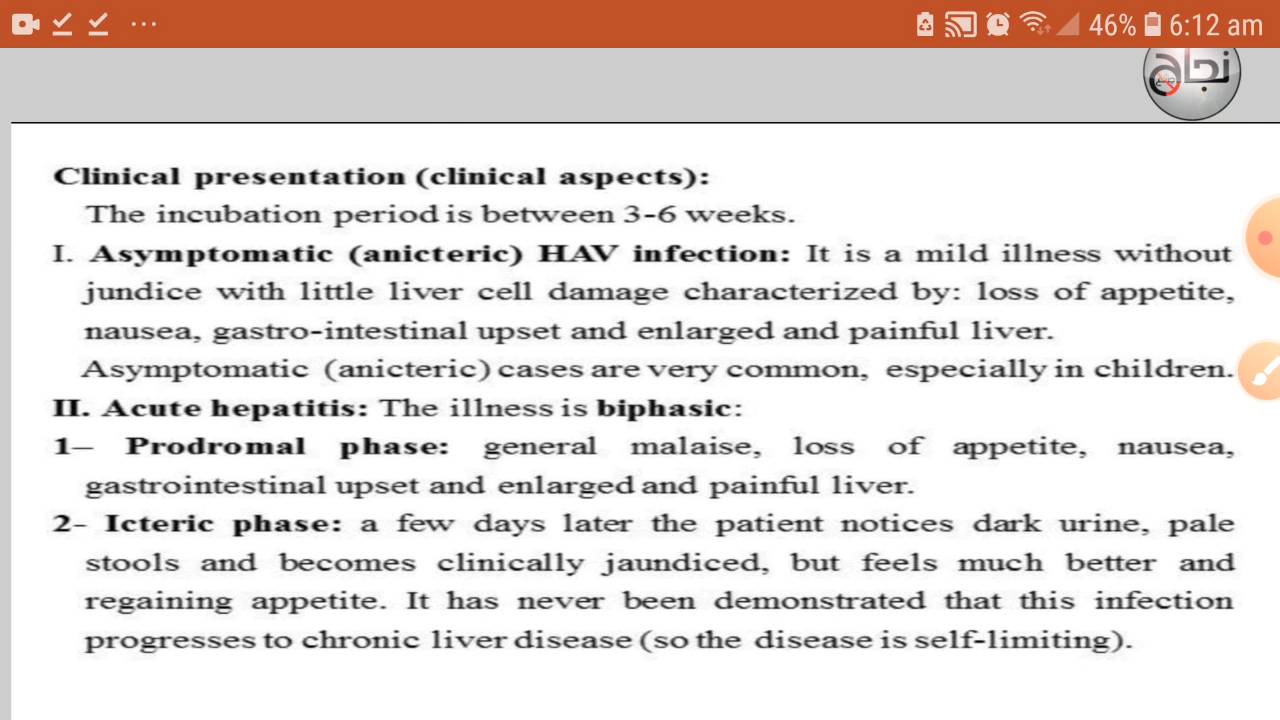 46% 6:12 am
نجاح
Clinical presentation (clinical aspects):
The incubation period is between 3-6 weeks.
I. Asymptomatic (anicteric) HAV infection: It is a mild illness without
jundice with little liver cell damage characterized by: loss of appetite,
nausea, gastro-intestinal upset and enlarged and painful liver.
Asymptomatic (anicteric) cases are very common, especially in children.
II. Acute hepatitis: The illness is biphasic:
1– Prodromal phase: general malaise, loss of appetite, nausea,
gastrointestinal upset and enlarged and painful liver.
2- Icteric phase: a few days later the patient notices dark urine, pale
stools and becomes clinically jaundiced, but feels much better and
regaining appetite. It has never been demonstrated that this infection
progresses to chronic liver disease (so the disease is self-limiting).